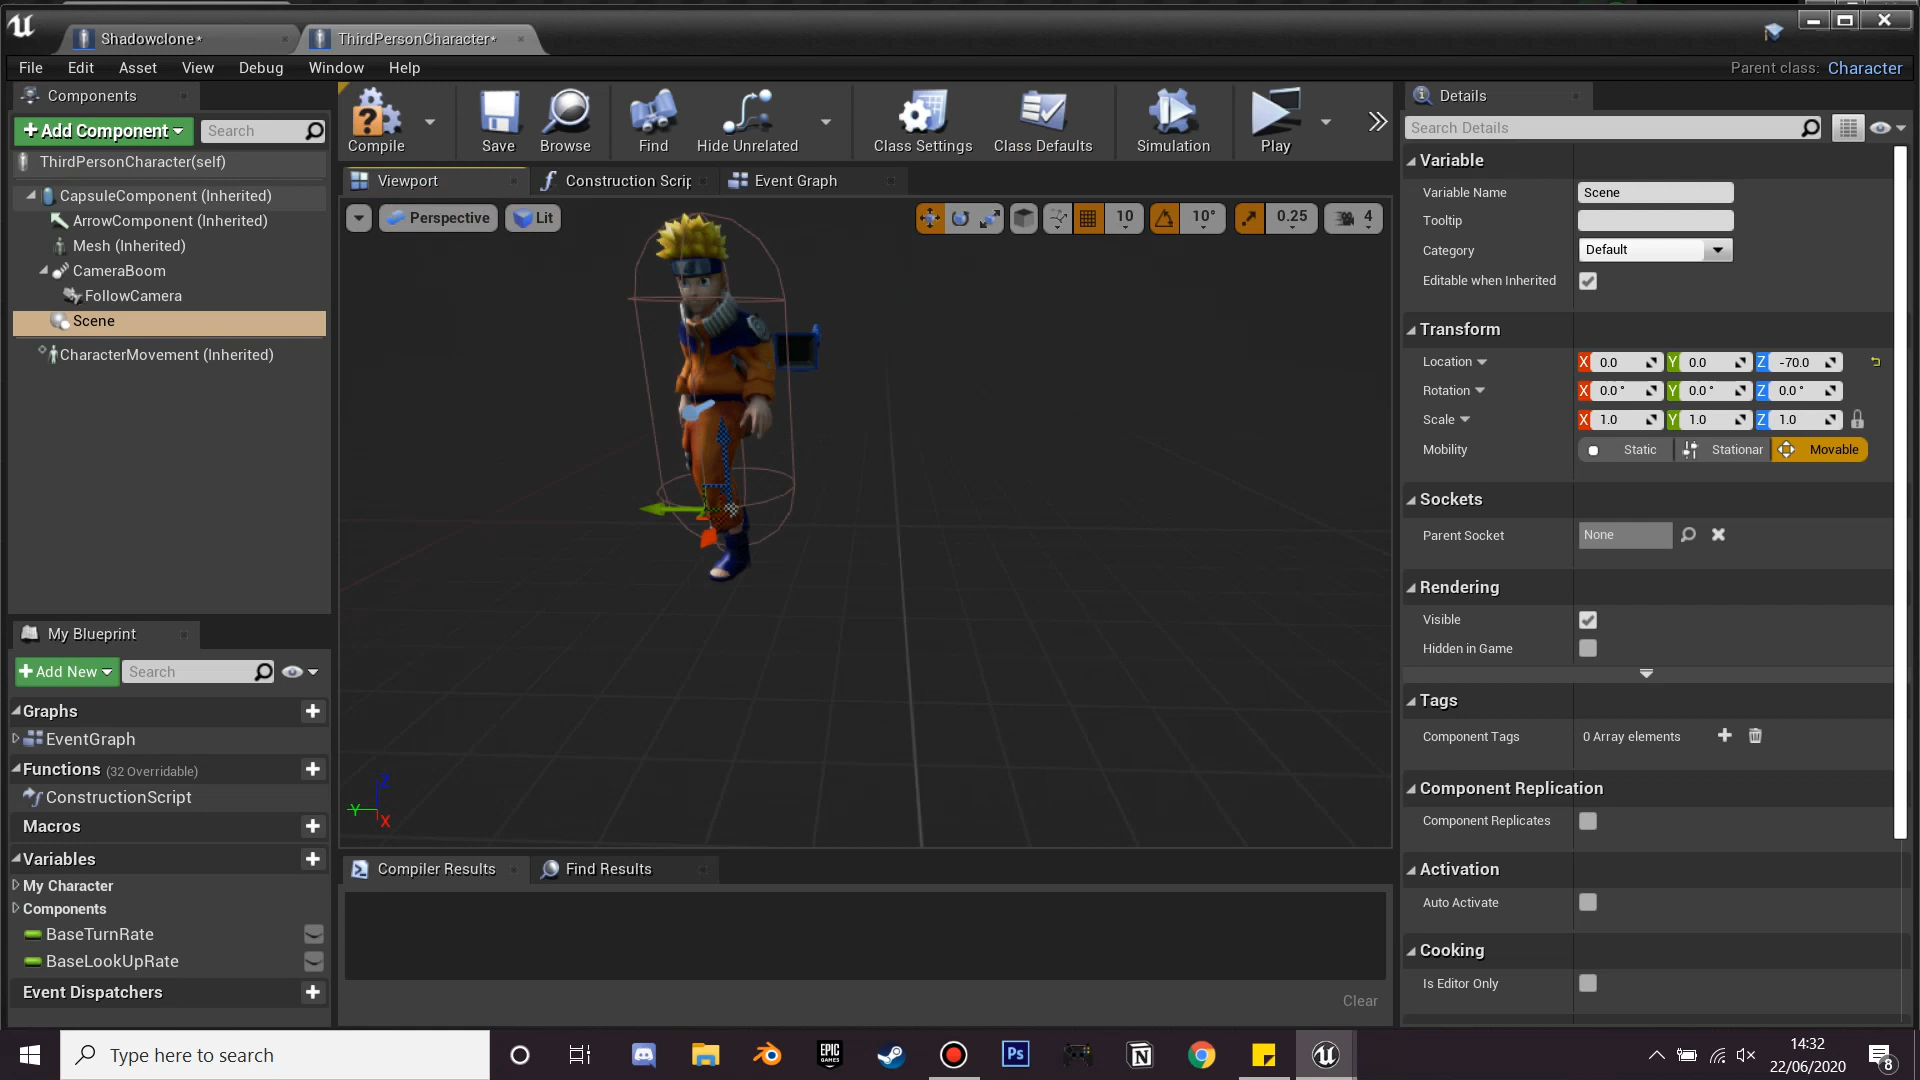 Shadowclone*
ThirdPersonCharacter*
File Edit Asset View Debug Window Help
Parent class: Character
Components
+ Add Component
Search
ThirdPersonCharacter(self)
CapsuleComponent (Inherited)
ArrowComponent (Inherited)
Mesh (Inherited)
CameraBoom
FollowCamera
Scene
CharacterMovement (Inherited)
My Blueprint
+ Add New
Search
Graphs
EventGraph
Functions (32 Overridable)
ConstructionScript
Macros
Variables
My Character
Components
BaseTurnRate
BaseLookUpRate
Event Dispatchers
Compile
Save
Browse
Find
Hide Unrelated
Class Settings
Class Defaults
Simulation
Play
Viewport
Construction Scrip
Event Graph
Perspective
Lit
10
10°
0.25
4
Z
Y
X
Compiler Results
Find Results
Clear
Details
Search Details
Variable
Variable Name Scene
Tooltip
Category Default
Editable when Inherited
Transform
Location X 0.0 Y 0.0 Z -70.0
Rotation X 0.0 ° Y 0.0 ° Z 0.0 °
Scale X 1.0 Y 1.0 Z 1.0
Mobility Static Stationar Movable
Sockets
Parent Socket None
Rendering
Visible
Hidden in Game
Tags
Component Tags 0 Array elements
Component Replication
Component Replicates
Activation
Auto Activate
Cooking
Is Editor Only
Type here to search
EPIC
GAMES
Ps
14:32
22/06/2020
8